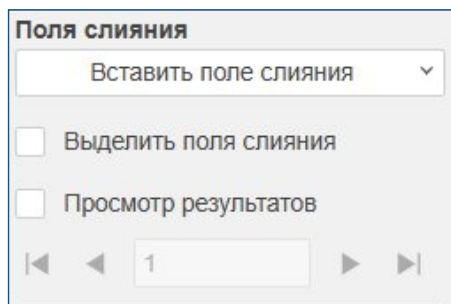 Поля слияния
Вставить поле слияния
Выделить поля слияния
Просмотр результатов
1